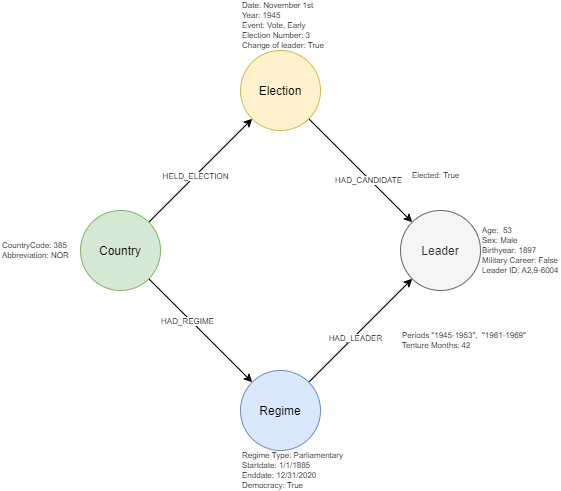 Date: November 1st
Year: 1945
Event: Vote, Early
Election Number: 3
Change of leader: True
Election
HELD_ELECTION
HAD_CANDIDATE
Elected: True
CountryCode: 385
Abbreviation: NOR
Country
Leader
Age:  53
Sex: Male
Birthyear: 1897
Military Career: False
Leader ID: A2,9-6004
HAD_REGIME
HAD_LEADER
Periods "1945-1953",  "1961-1969"
Tenture Months: 42
Regime
Regime Type: Parliamentary
Startdate: 1/1/1885
Enddate: 12/31/2020
Democracy: True